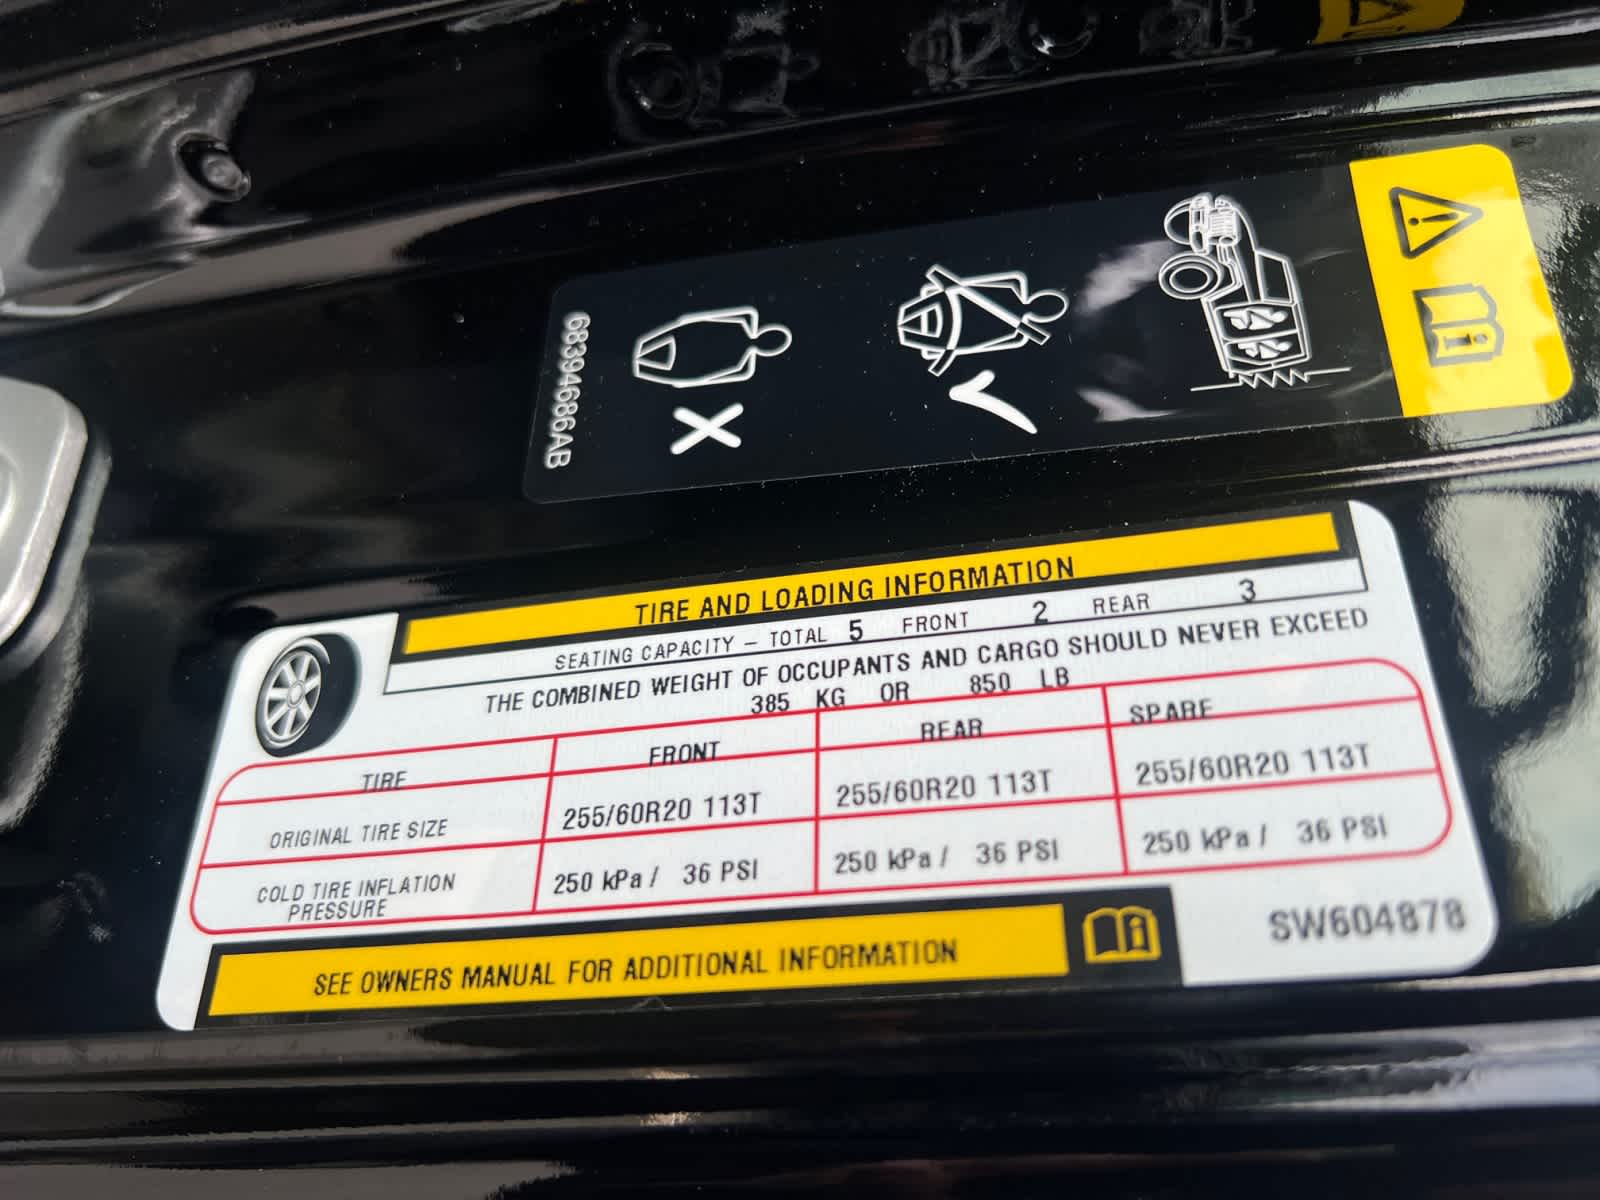 68394686AB
TIRE AND LOADING INFORMATION
SEATING CAPACITY – TOTAL 5 FRONT 2 REAR 3
THE COMBINED WEIGHT OF OCCUPANTS AND CARGO SHOULD NEVER EXCEED
385 KG OR 850 LB
TIRE FRONT REAR SPARE
ORIGINAL TIRE SIZE 255/60R20 113T 255/60R20 113T 255/60R20 113T
COLD TIRE INFLATION
PRESSURE 250 kPa / 36 PSI 250 kPa / 36 PSI 250 kPa / 36 PSI
SEE OWNERS MANUAL FOR ADDITIONAL INFORMATION
SW604878